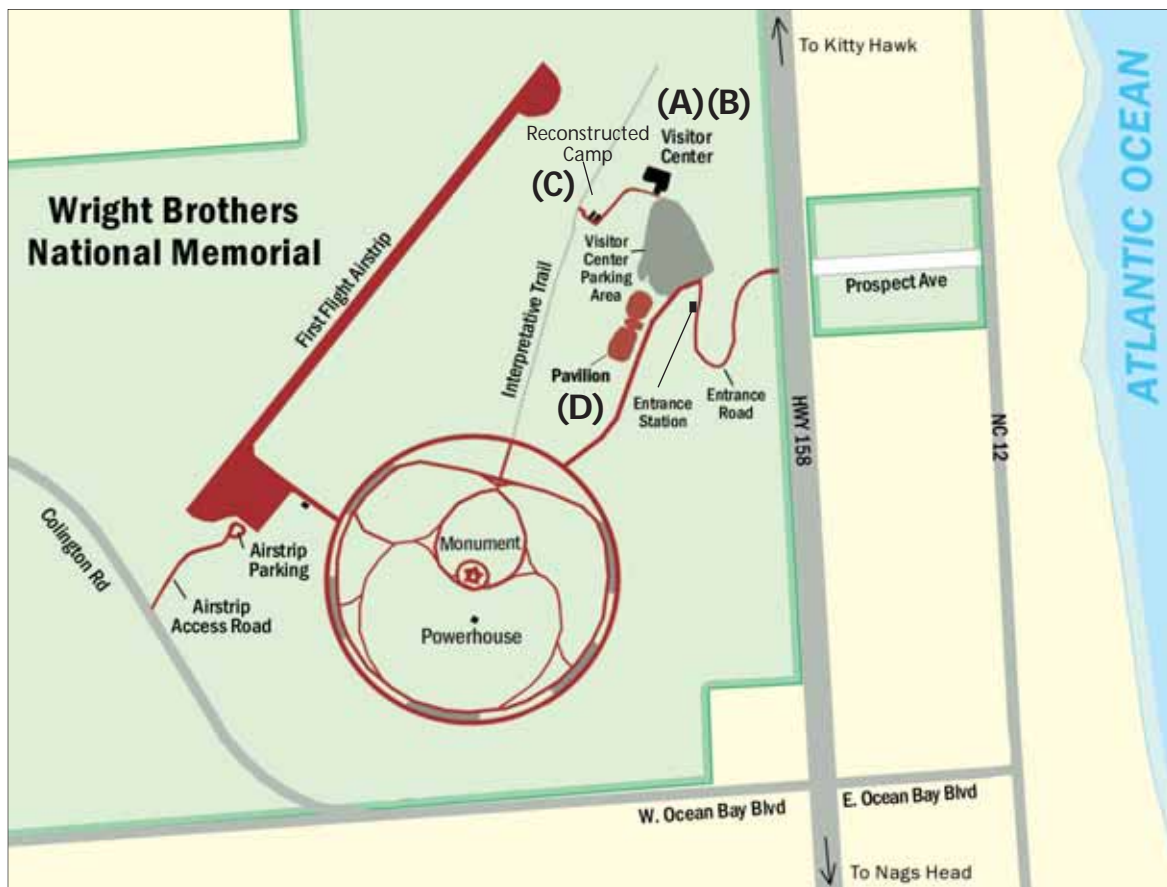 To Kitty Hawk
(A) (B)
Visitor
Center
Reconstructed
Camp
(C)
Wright Brothers
National Memorial
First Flight Airstrip
Interpretative Trail
Visitor
Center
Parking
Area
Prospect Ave
ATLANTIC OCEAN
Pavilion
(D)
Entrance
Station
Entrance
Road
HWY 158
NC 12
Colington Rd
Airstrip
Parking
Airstrip
Access Road
Monument
Powerhouse
W. Ocean Bay Blvd
E. Ocean Bay Blvd
To Nags Head